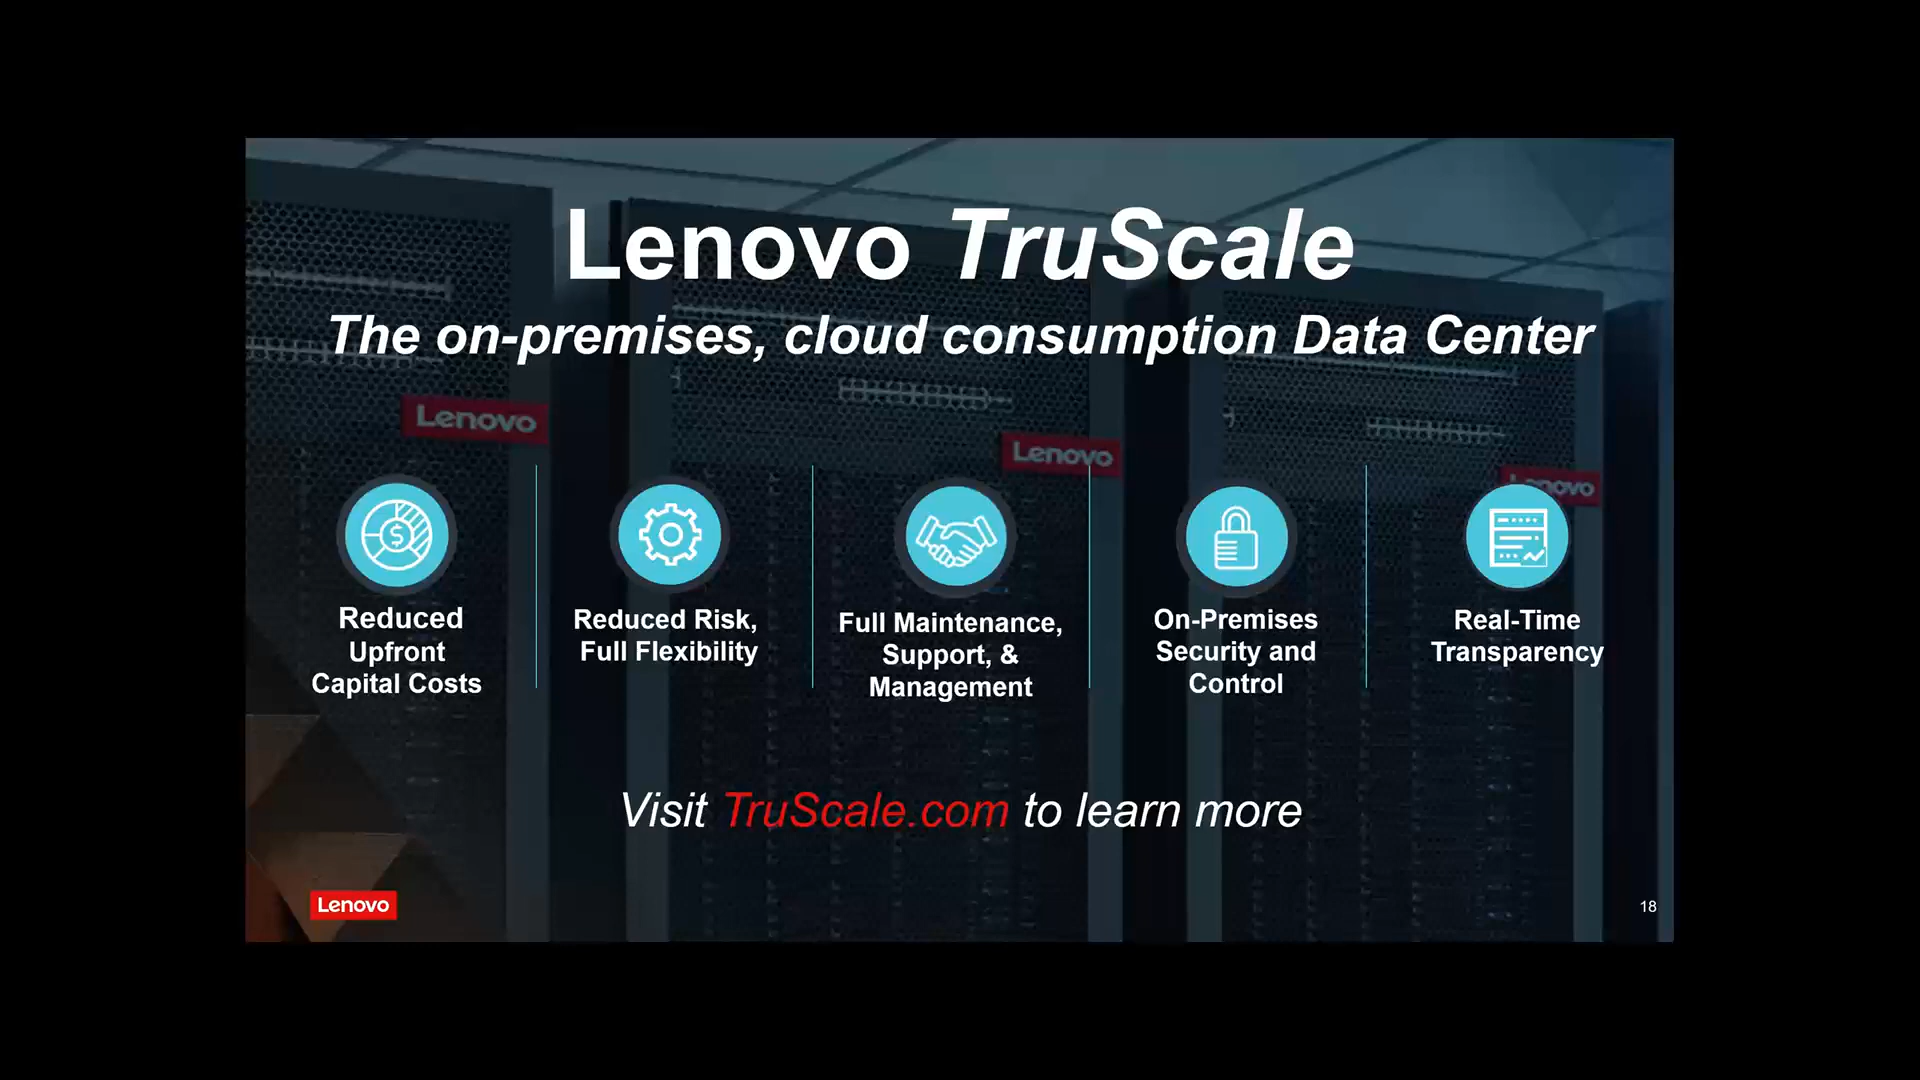 Lenovo TruScale
The on-premises, cloud consumption Data Center
Lenovo
Lenovo
Lenovo
$
Reduced
Upfront
Capital Costs
Reduced Risk,
Full Flexibility
Full Maintenance,
Support, &
Management
On-Premises
Security and
Control
Real-Time
Transparency
Visit TruScale.com to learn more
Lenovo
18